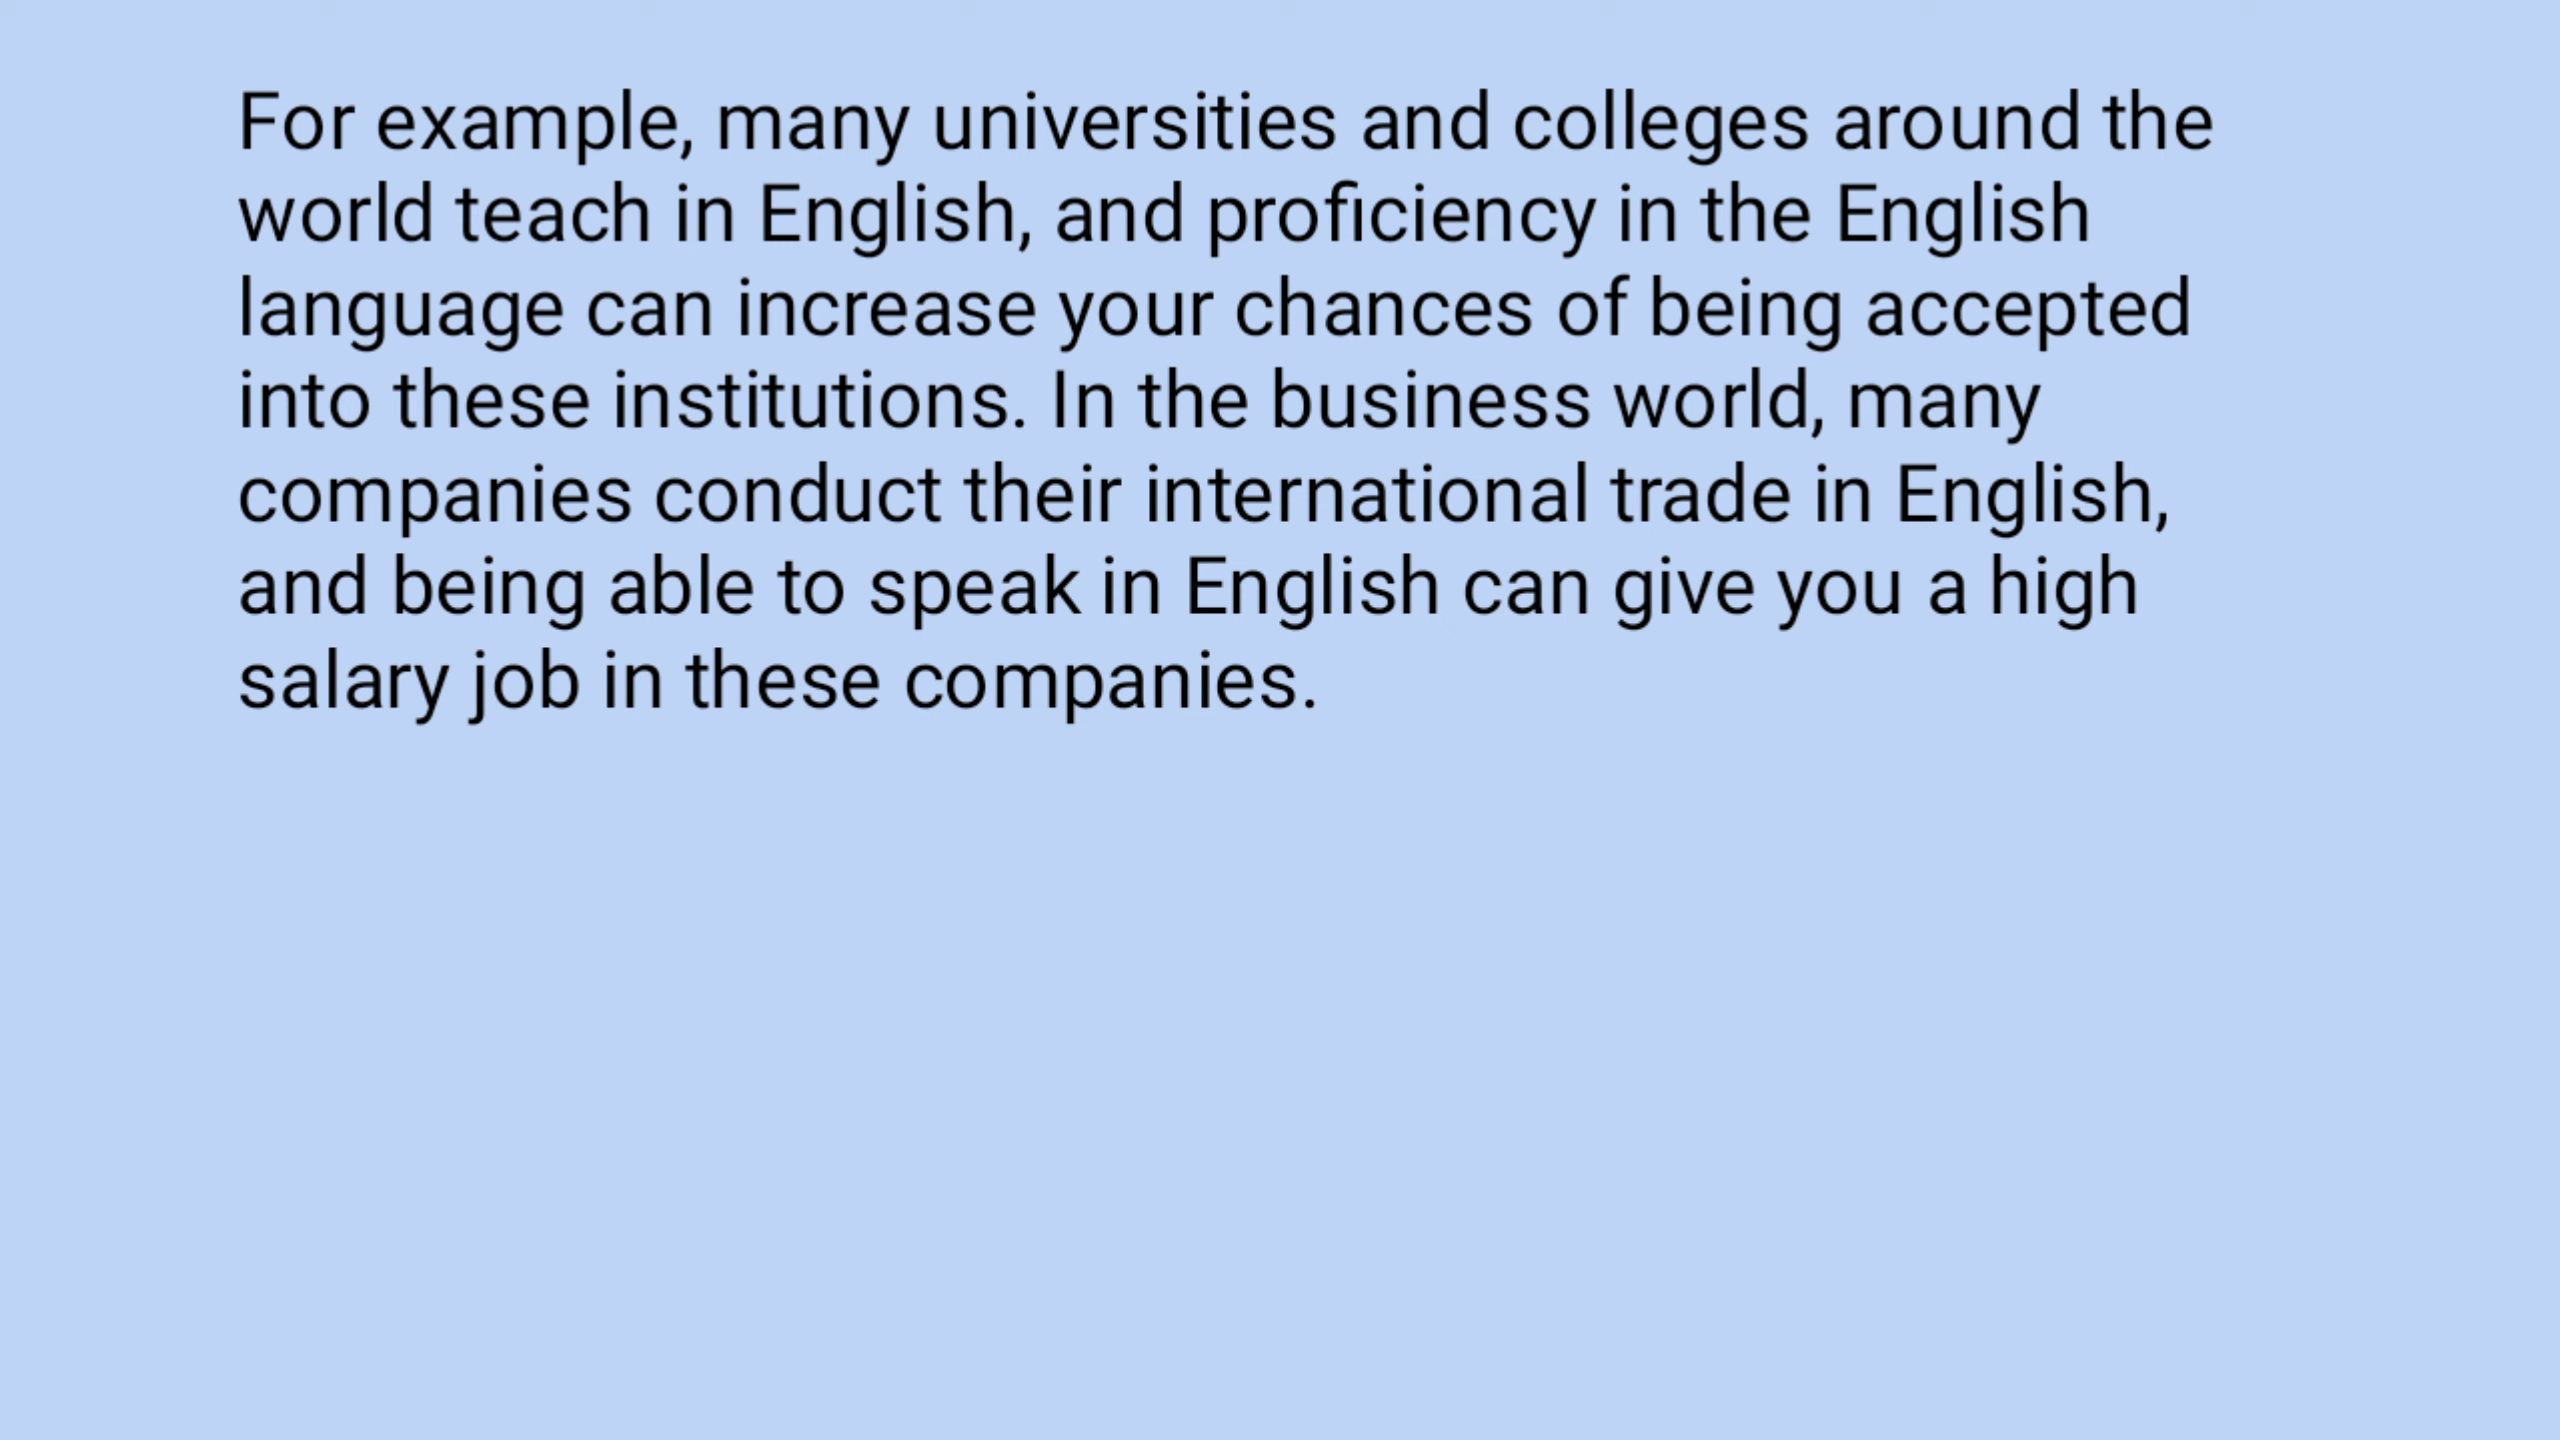 For example, many universities and colleges around the
world teach in English, and proficiency in the English
language can increase your chances of being accepted
into these institutions. In the business world, many
companies conduct their international trade in English,
and being able to speak in English can give you a high
salary job in these companies.